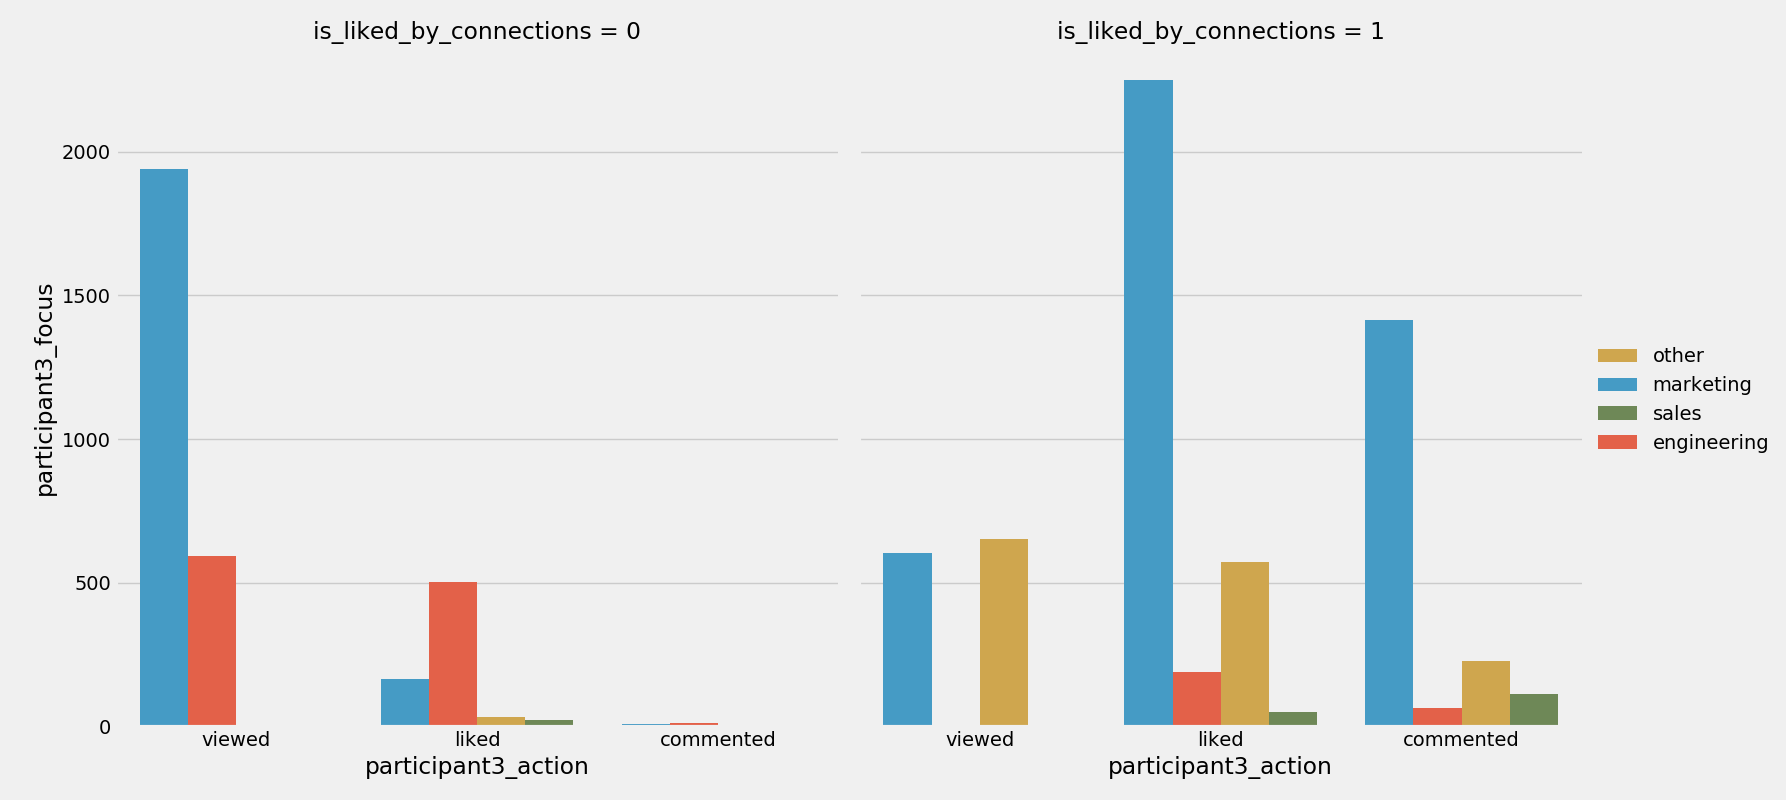 is_liked_by_connections = 0
is_liked_by_connections = 1
participant3_focus
2000
1500
1000
500
0
viewed
liked
commented
viewed
liked
commented
participant3_action
participant3_action
other
marketing
sales
engineering